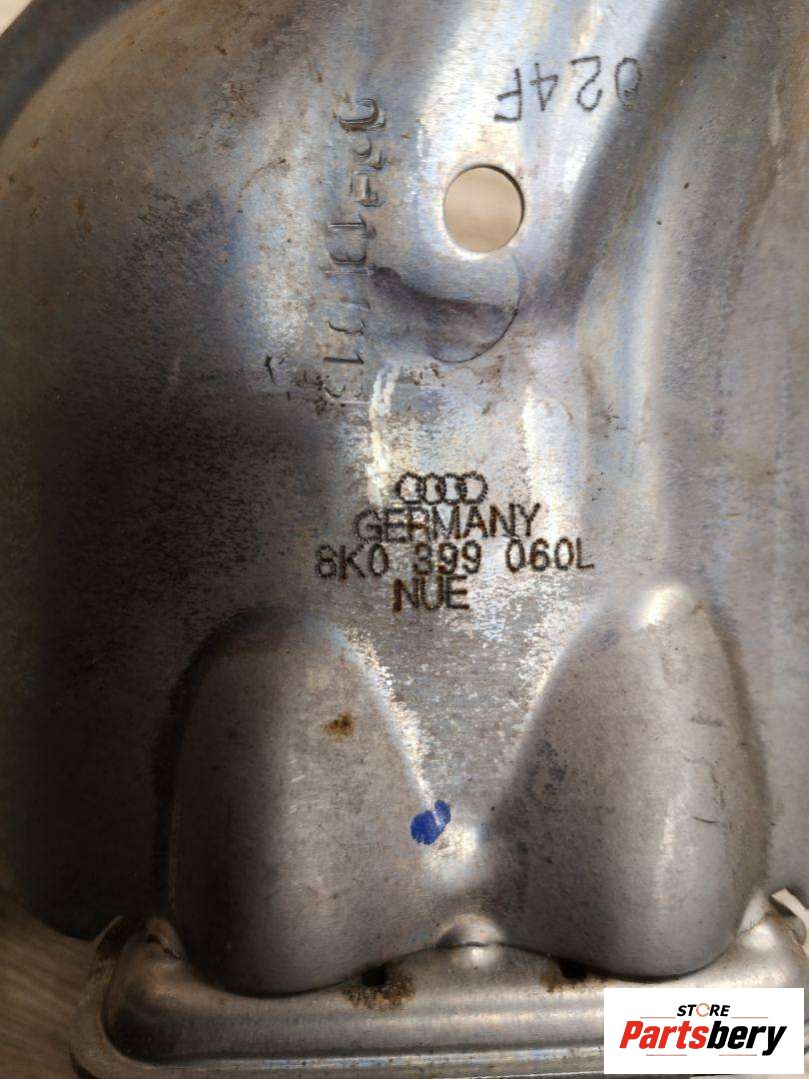 024F
GERMANY
8K0 399 060L
NUE
STORE
Partsbery